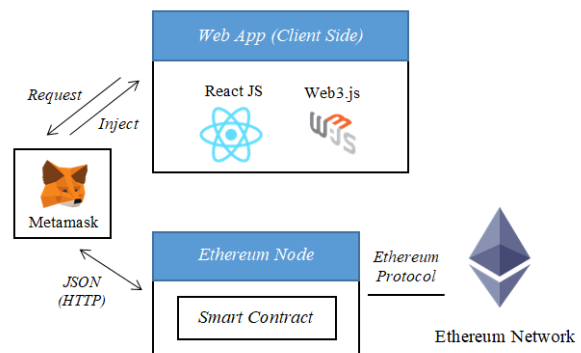 Web App (Client Side)
Request
Inject
React JS
Web3.js
W3JS
Metamask
JSON
(HTTP)
Ethereum Node
Smart Contract
Ethereum
Protocol
Ethereum Network